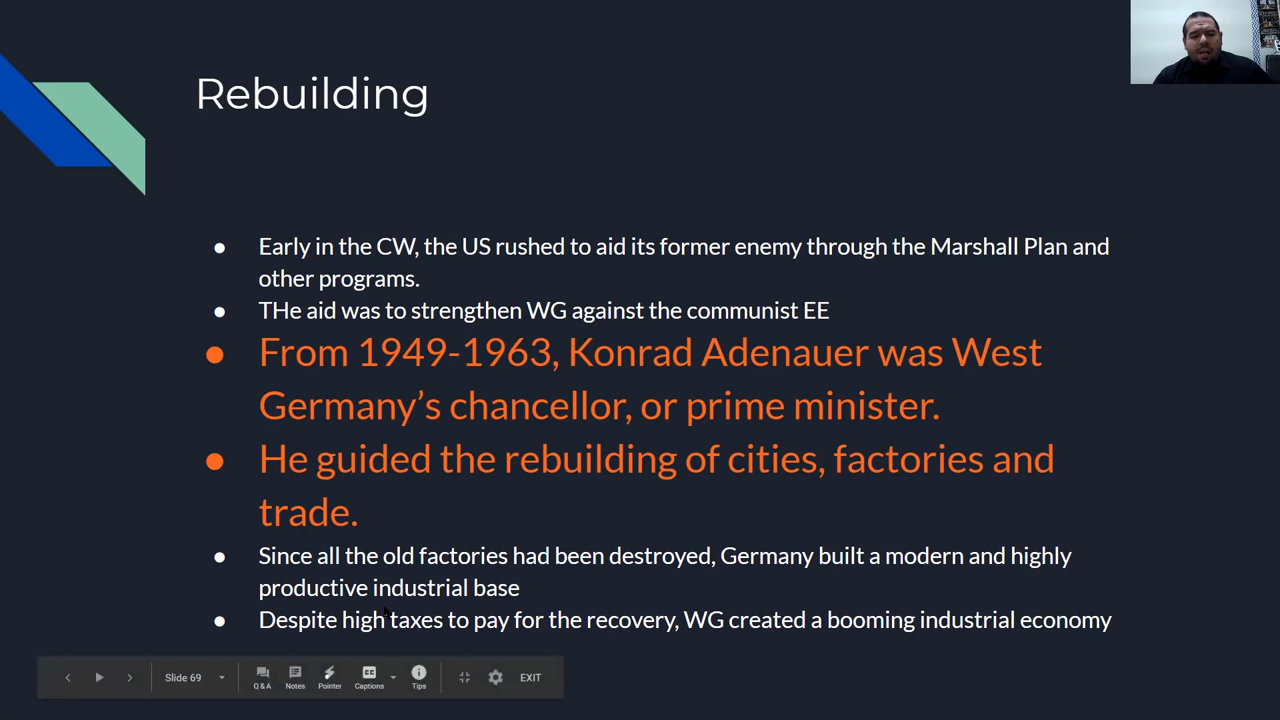 Rebuilding
● Early in the CW, the US rushed to aid its former enemy through the Marshall Plan and
other programs.
● THe aid was to strengthen WG against the communist EE
● From 1949-1963, Konrad Adenauer was West
Germany’s chancellor, or prime minister.
● He guided the rebuilding of cities, factories and
trade.
● Since all the old factories had been destroyed, Germany built a modern and highly
productive industrial base
● Despite high taxes to pay for the recovery, WG created a booming industrial economy
Slide 69
Q&A
Notes
Pointer
CC
Captions
Tips
EXIT